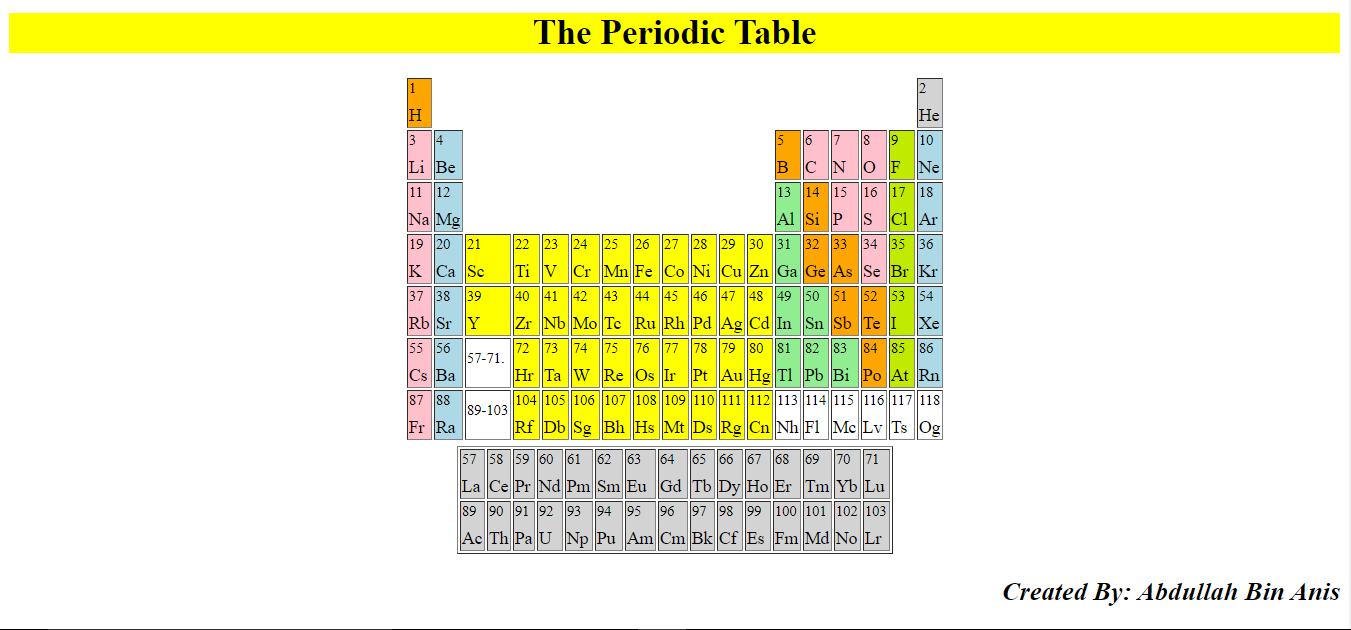 The Periodic Table
1 2
H He
3 4 5 6 7 8 9 10
Li Be B C N O F Ne
11 12 13 14 15 16 17 18
Na Mg Al Si P S Cl Ar
19 20 21 22 23 24 25 26 27 28 29 30 31 32 33 34 35 36
K Ca Sc Ti V Cr Mn Fe Co Ni Cu Zn Ga Ge As Se Br Kr
37 38 39 40 41 42 43 44 45 46 47 48 49 50 51 52 53 54
Rb Sr Y Zr Nb Mo Tc Ru Rh Pd Ag Cd In Sn Sb Te I Xe
55 56 57-71. 72 73 74 75 76 77 78 79 80 81 82 83 84 85 86
Cs Ba Hr Ta W Re Os Ir Pt Au Hg Tl Pb Bi Po At Rn
87 88 89-103 104 105 106 107 108 109 110 111 112 113 114 115 116 117 118
Fr Ra Rf Db Sg Bh Hs Mt Ds Rg Cn Nh Fl Mc Lv Ts Og
57 58 59 60 61 62 63 64 65 66 67 68 69 70 71
La Ce Pr Nd Pm Sm Eu Gd Tb Dy Ho Er Tm Yb Lu
89 90 91 92 93 94 95 96 97 98 99 100 101 102 103
Ac Th Pa U Np Pu Am Cm Bk Cf Es Fm Md No Lr
Created By: Abdullah Bin Anis